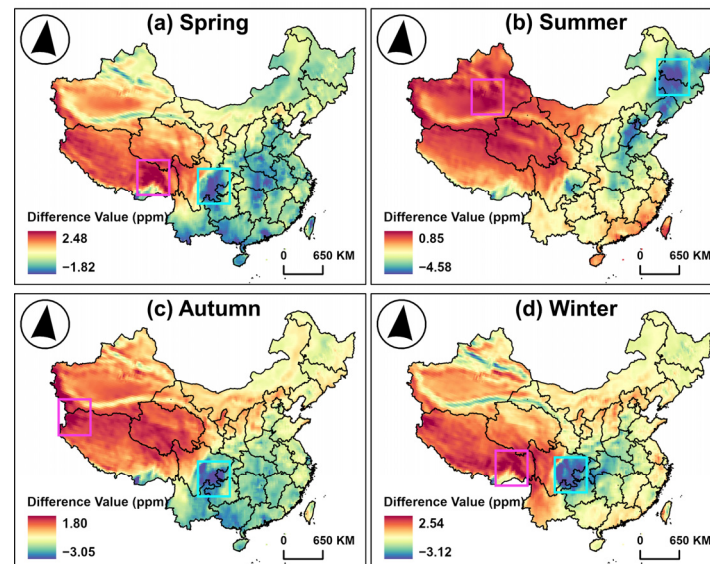 (a) Spring
Difference Value (ppm)
2.48
−1.82
0 650 KM
(b) Summer
Difference Value (ppm)
0.85
−4.58
0 650 KM
(c) Autumn
Difference Value (ppm)
1.80
−3.05
0 650 KM
(d) Winter
Difference Value (ppm)
2.54
−3.12
0 650 KM